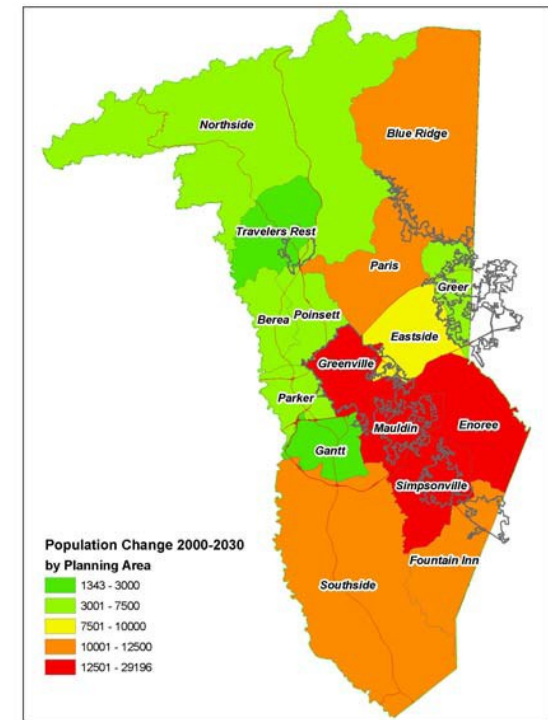 Northside
Blue Ridge
Travelers Rest
Paris
Greer
Berea
Poinsett
Eastside
Greenville
Parker
Mauldin
Enoree
Gantt
Simpsonville
Fountain Inn
Southside
Population Change 2000-2030
by Planning Area
1343 - 3000
3001 - 7500
7501 - 10000
10001 - 12500
12501 - 29196